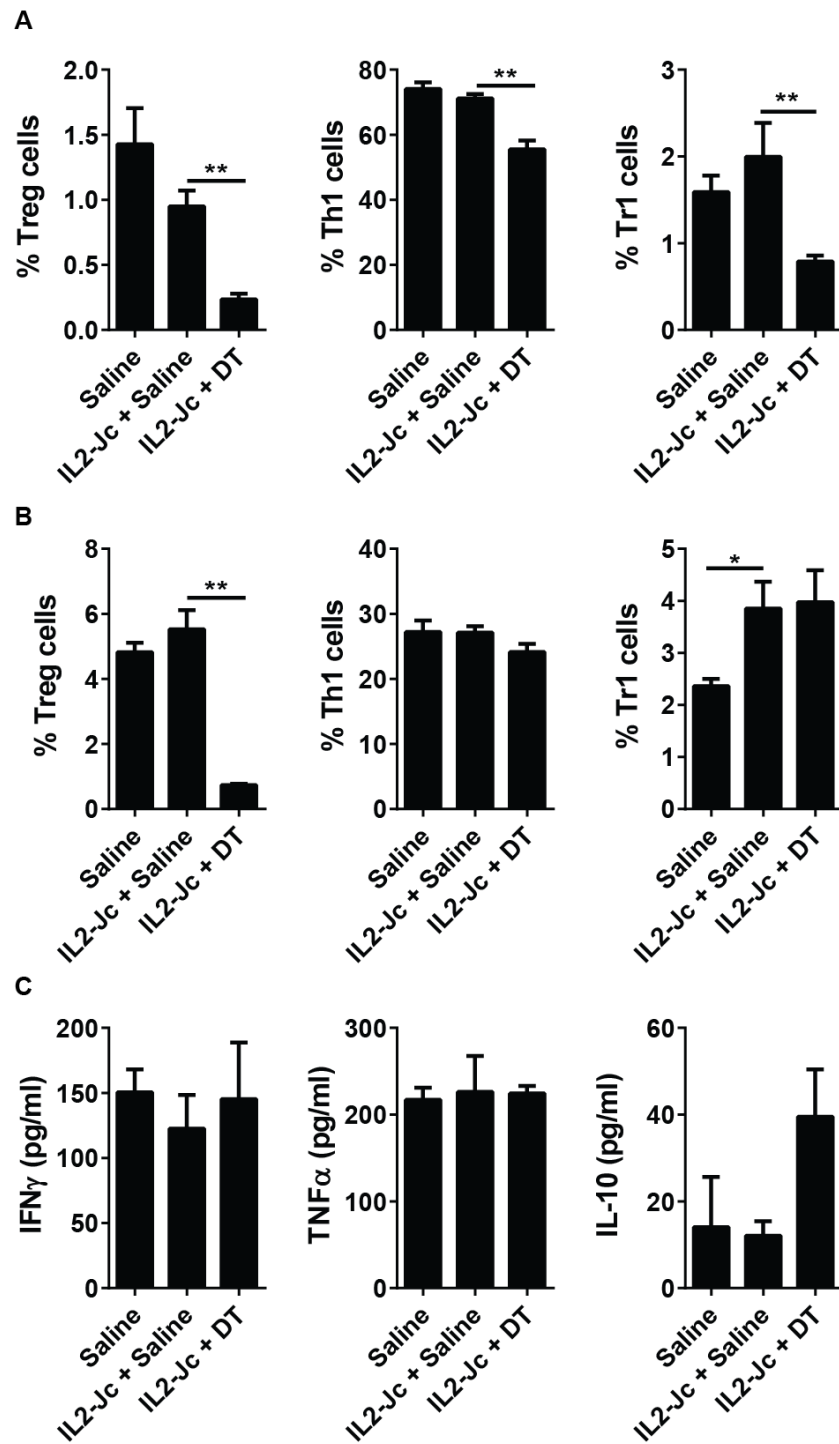 A
% Treg cells
2.0
1.5
1.0
0.5
0.0
**
Saline
IL2-Jc + Saline
IL2-Jc + DT
% Th1 cells
80
60
40
20
0
**
Saline
IL2-Jc + Saline
IL2-Jc + DT
% Tr1 cells
3
2
1
0
**
Saline
IL2-Jc + Saline
IL2-Jc + DT
B
% Treg cells
8
6
4
2
0
**
Saline
IL2-Jc + Saline
IL2-Jc + DT
% Th1 cells
40
30
20
10
0
Saline
IL2-Jc + Saline
IL2-Jc + DT
% Tr1 cells
5
4
3
2
1
0
*
Saline
IL2-Jc + Saline
IL2-Jc + DT
C
IFNγ (pg/ml)
200
150
100
50
0
Saline
IL2-Jc + Saline
IL2-Jc + DT
TNFα (pg/ml)
300
200
100
0
Saline
IL2-Jc + Saline
IL2-Jc + DT
IL-10 (pg/ml)
60
40
20
0
Saline
IL2-Jc + Saline
IL2-Jc + DT